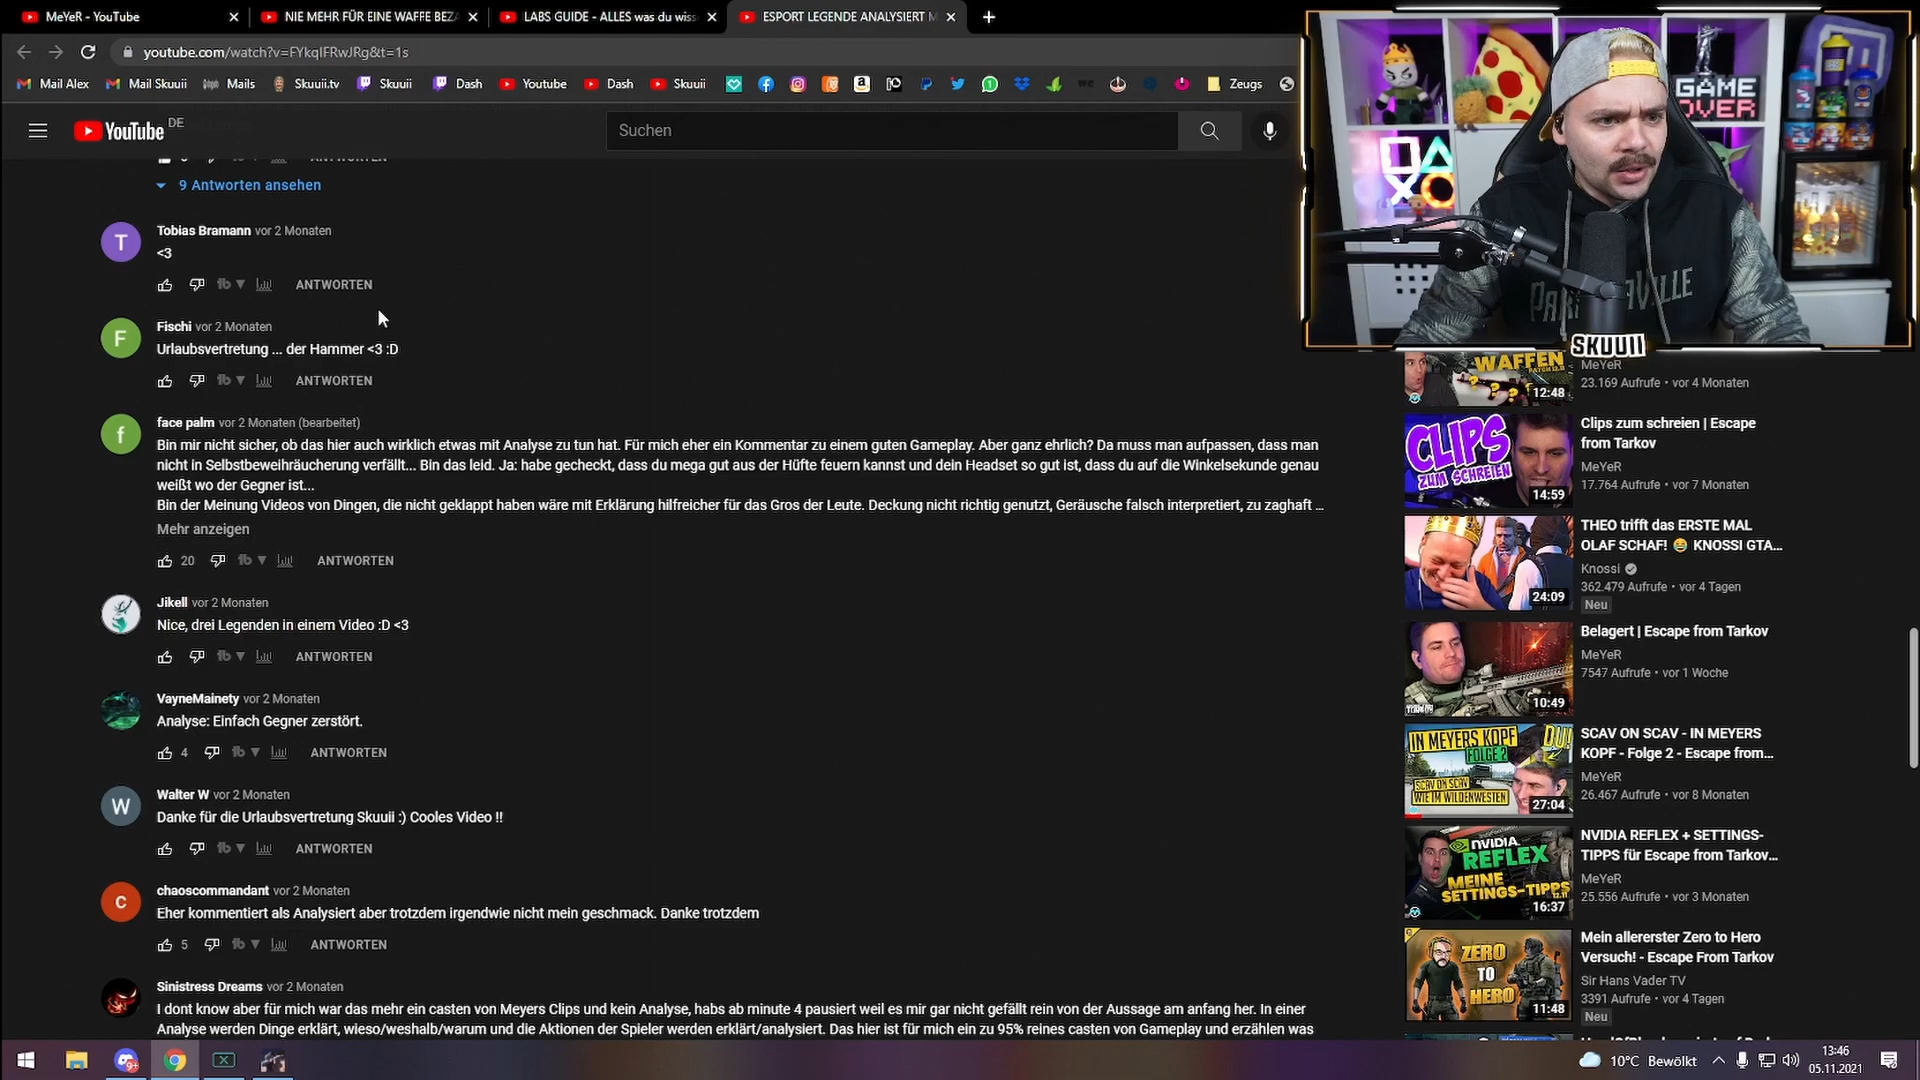 MeYeR - YouTube
NIE MEHR FÜR EINE WAFFE BEZA
LABS GUIDE - ALLES was du wiss
ESPORT LEGENDE ANALYSIERT M
youtube.com/watch?v=FYkqIFRwJRg&t=1s
Mail Alex
Mail Skuuii
Mails
Skuuii.tv
Skuuii
Dash
Youtube
Dash
Skuuii
Zeugs
YouTube
DE
Suchen
GAME
OVER
SKUUII
9 Antworten ansehen
T
Tobias Bramann vor 2 Monaten
<3
ANTWORTEN
F
Fischi vor 2 Monaten
Urlaubsvertretung ... der Hammer <3 :D
ANTWORTEN
f
face palm vor 2 Monaten (bearbeitet)
Bin mir nicht sicher, ob das hier auch wirklich etwas mit Analyse zu tun hat. Für mich eher ein Kommentar zu einem guten Gameplay. Aber ganz ehrlich? Da muss man aufpassen, dass man
nicht in Selbstbeweihräucherung verfällt... Bin das leid. Ja: habe gecheckt, dass du mega gut aus der Hüfte feuern kannst und dein Headset so gut ist, dass du auf die Winkelsekunde genau
weißt wo der Gegner ist...
Bin der Meinung Videos von Dingen, die nicht geklappt haben wäre mit Erklärung hilfreicher für das Gros der Leute. Deckung nicht richtig genutzt, Geräusche falsch interpretiert, zu zaghaft ...
Mehr anzeigen
20
ANTWORTEN
Jikell vor 2 Monaten
Nice, drei Legenden in einem Video :D <3
ANTWORTEN
VayneMainety vor 2 Monaten
Analyse: Einfach Gegner zerstört.
4
ANTWORTEN
W
Walter W vor 2 Monaten
Danke für die Urlaubsvertretung Skuuii :) Cooles Video !!
ANTWORTEN
c
chaoscommandant vor 2 Monaten
Eher kommentiert als Analysiert aber trotzdem irgendwie nicht mein geschmack. Danke trotzdem
5
ANTWORTEN
Sinistress Dreams vor 2 Monaten
I dont know aber für mich war das mehr ein casten von Meyers Clips und kein Analyse, habs ab minute 4 pausiert weil es mir gar nicht gefällt rein von der Aussage am anfang her. In einer
Analyse werden Dinge erklärt, wieso/weshalb/warum und die Aktionen der Spieler werden erklärt/analysiert. Das hier ist für mich ein zu 95% reines casten von Gameplay und erzählen was
WAFFEN
12:48
MeYeR
23.169 Aufrufe • vor 4 Monaten
CLIPS
ZUM SCHREIEN
14:59
Clips zum schreien | Escape
from Tarkov
MeYeR
17.764 Aufrufe • vor 7 Monaten
24:09
THEO trifft das ERSTE MAL
OLAF SCHAF! 😂 KNOSSI GTA...
Knossi
362.479 Aufrufe • vor 4 Tagen
Neu
10:49
Belagert | Escape from Tarkov
MeYeR
7547 Aufrufe • vor 1 Woche
IN MEYERS KOPF
FOLGE 2
DU!
SCAV ON SCAV
WIE IM WILDENWESTEN
27:04
SCAV ON SCAV - IN MEYERS
KOPF - Folge 2 - Escape from...
MeYeR
26.467 Aufrufe • vor 8 Monaten
NVIDIA.
REFLEX
MEINE
SETTINGS-TIPPS
16:37
NVIDIA REFLEX + SETTINGS-
TIPPS für Escape from Tarkov...
MeYeR
25.556 Aufrufe • vor 3 Monaten
ZERO
TO
HERO
11:48
Mein allererster Zero to Hero
Versuch! - Escape From Tarkov
Sir Hans Vader TV
3391 Aufrufe • vor 4 Tagen
Neu
10°C Bewölkt
13:46
05.11.2021